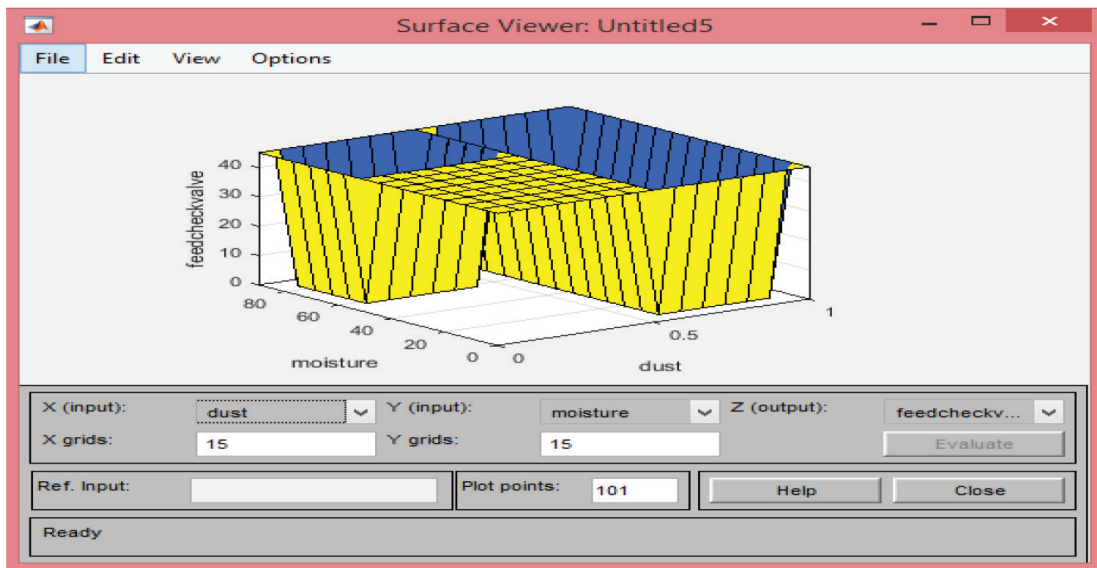 Surface Viewer: Untitled5
File Edit View Options
feedcheckvalve
40
30
20
10
0
80
60
40
20
0
moisture
0
0.5
1
dust
X (input): dust Y (input): moisture Z (output): feedcheckv...
X grids: 15 Y grids: 15 Evaluate
Ref. Input: Plot points: 101 Help Close
Ready